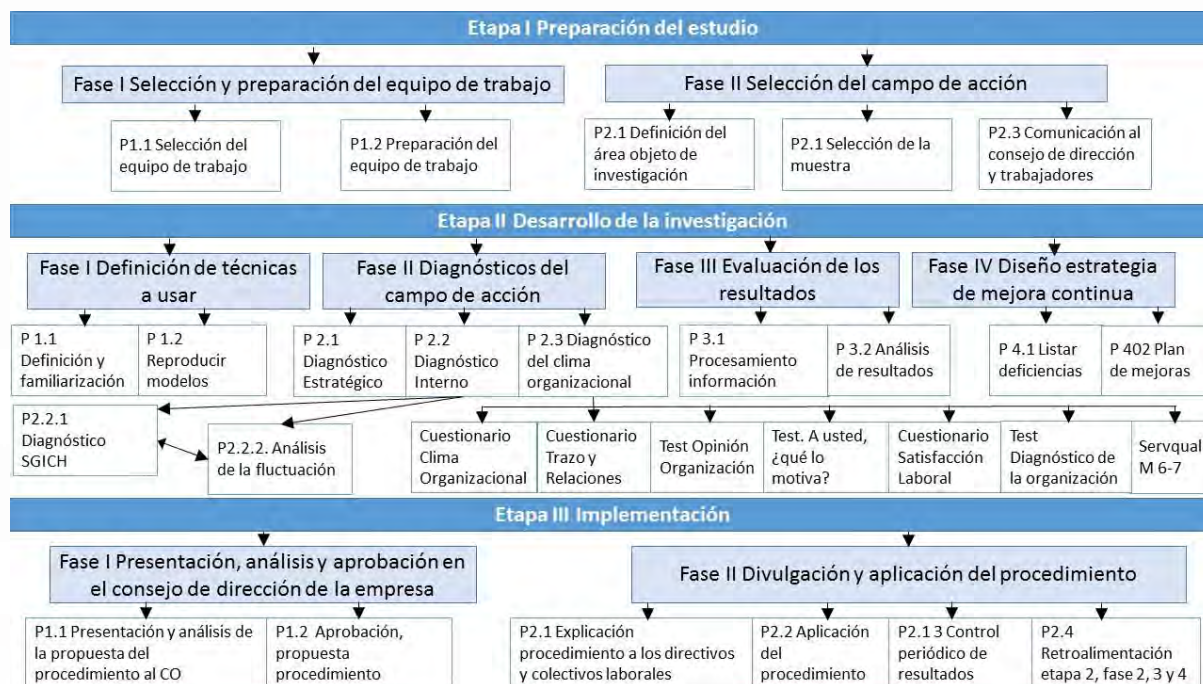 Etapa I Preparación del estudio
Fase I Selección y preparación del equipo de trabajo
Fase II Selección del campo de acción
P1.1 Selección del
equipo de trabajo
P1.2 Preparación del
equipo de trabajo
P2.1 Definición del
área objeto de
investigación
P2.1 Selección de la
muestra
P2.3 Comunicación al
consejo de dirección
y trabajadores
Etapa II Desarrollo de la investigación
Fase I Definición de técnicas
a usar
Fase II Diagnósticos del
campo de acción
Fase III Evaluación de los
resultados
Fase IV Diseño estrategia
de mejora continua
P 1.1
Definición y
familiarización
P 1.2
Reproducir
modelos
P 2.1
Diagnóstico
Estratégico
P 2.2
Diagnóstico
Interno
P 2.3 Diagnóstico
del clima
organizacional
P 3.1
Procesamiento
información
P 3.2 Análisis
de resultados
P 4.1 Listar
deficiencias
P 402 Plan
de mejoras
P2.2.1
Diagnóstico
SGICH
P2.2.2. Análisis
de la fluctuación
Cuestionario
Clima
Organizacional
Cuestionario
Trazo y
Relaciones
Test Opinión
Organización
Test. A usted,
¿qué lo
motiva?
Cuestionario
Satisfacción
Laboral
Test
Diagnóstico de
la organización
Servqual
M 6-7
Etapa III Implementación
Fase I Presentación, análisis y aprobación en
el consejo de dirección de la empresa
Fase II Divulgación y aplicación del procedimiento
P1.1 Presentación y análisis de
la propuesta del
procedimiento al CO
P1.2 Aprobación,
propuesta
procedimiento
P2.1 Explicación
procedimiento a los directivos
y colectivos laborales
P2.2 Aplicación
del
procedimiento
P2.1 3 Control
periódico de
resultados
P2.4
Retroalimentación
etapa 2, fase 2, 3 y 4